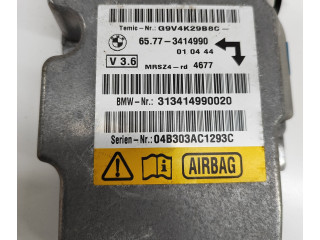 Temic-Nr.: G9V4K29B8C-
65.77-3414990
01 04 44
V 3.6
MRSZ4-rd 4677
BMW-Nr.: 313414990020
Serien-Nr.: 04B303AC1293C
AIRBAG